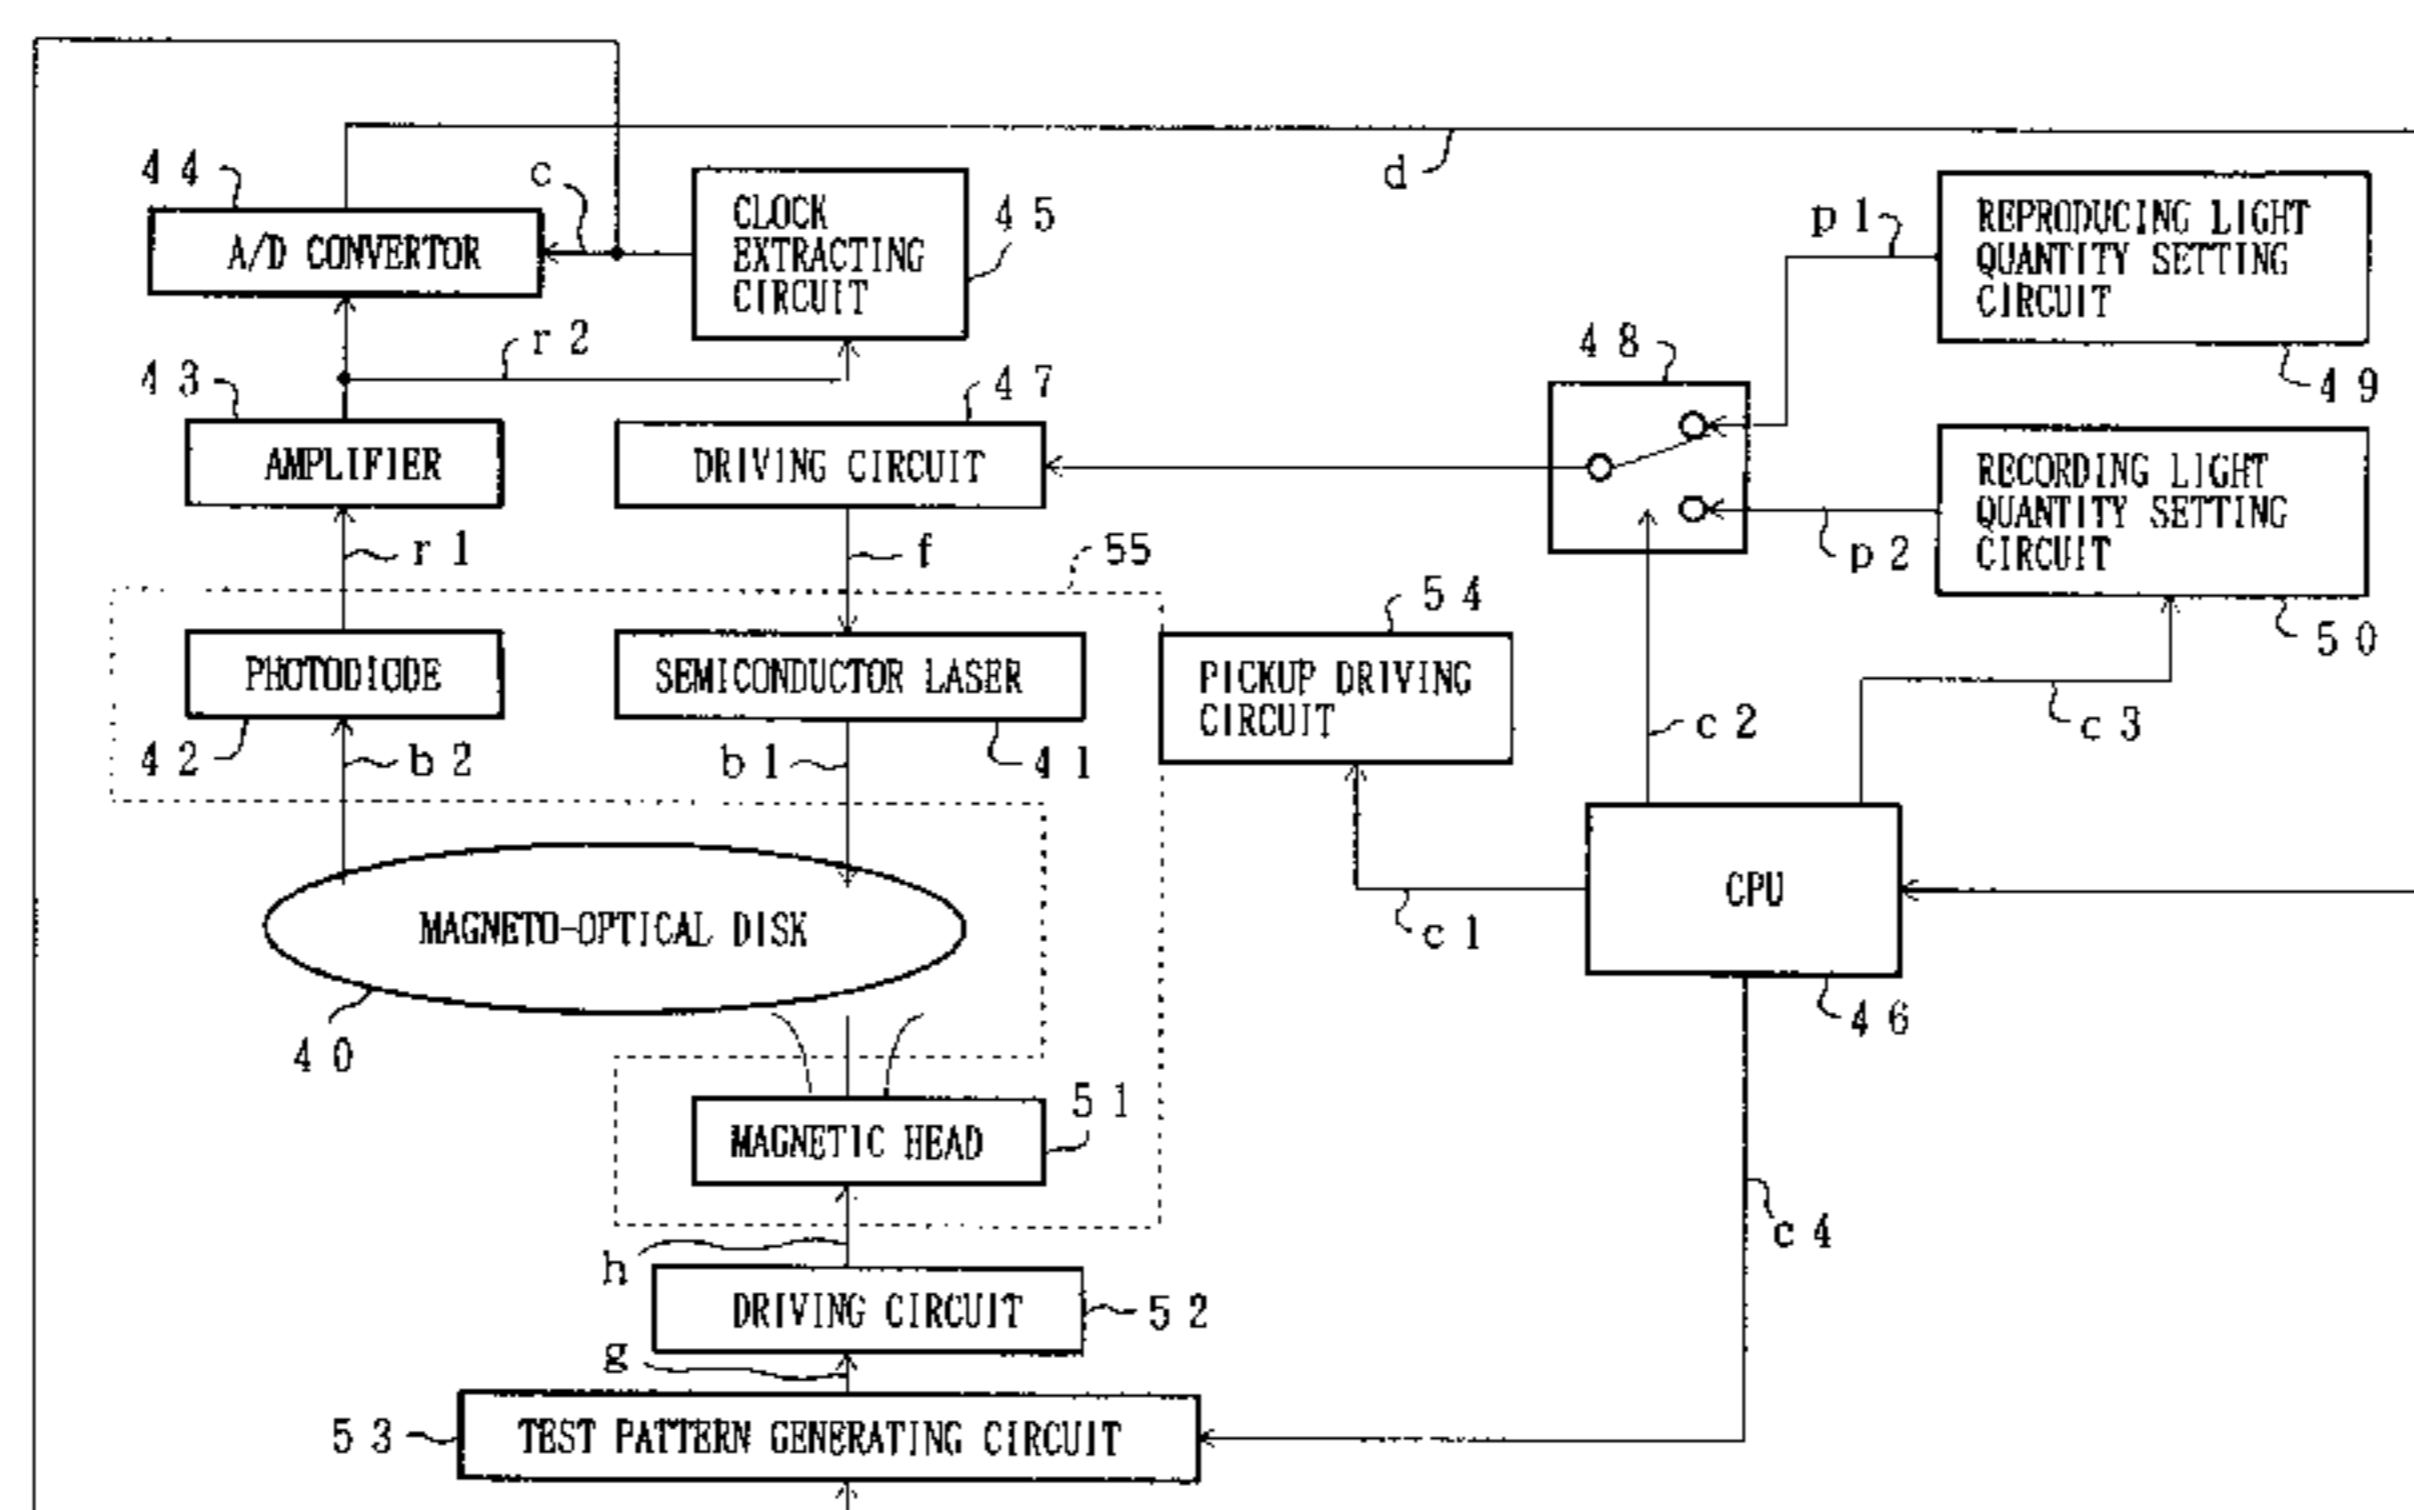 d
44
c
CLOCK
EXTRACTING
CIRCUIT
45
p1
REPRODUCING LIGHT
QUANTITY SETTING
CIRCUIT
49
A/D CONVERTOR
r2
43
47
48
AMPLIFIER
DRIVING CIRCUIT
RECORDING LIGHT
QUANTITY SETTING
CIRCUIT
p2
50
r1
f
55
54
PHOTODIODE
SEMICONDUCTOR LASER
PICKUP DRIVING
CIRCUIT
c2
c3
42
b2
b1
41
MAGNETO-OPTICAL DISK
CPU
c1
46
40
51
MAGNETIC HEAD
c4
h
DRIVING CIRCUIT
52
g
53
TEST PATTERN GENERATING CIRCUIT